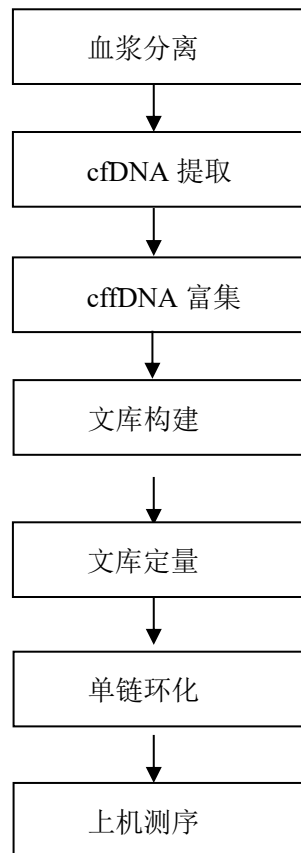 血浆分离
cfDNA 提取
cffDNA 富集
文库构建
文库定量
单链环化
上机测序